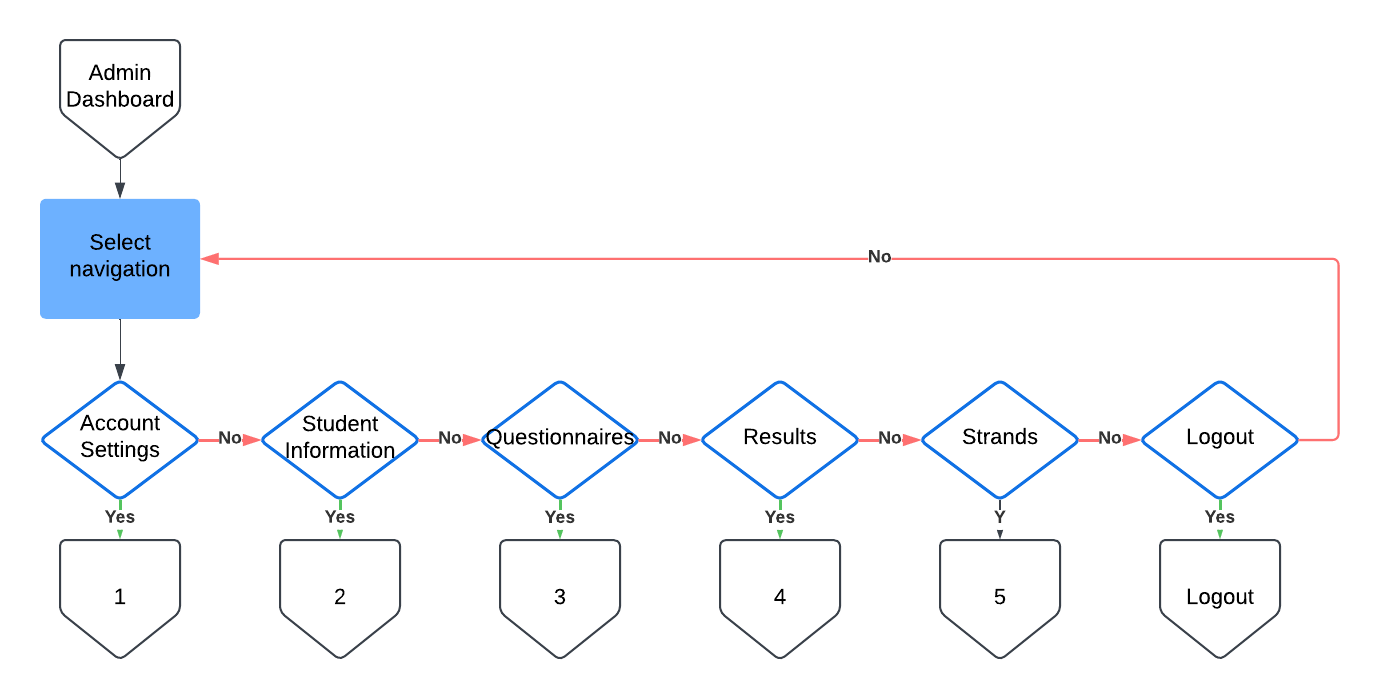 Admin
Dashboard
Select
navigation
No
Account
Settings
No
Student
Information
No
Questionnaires
No
Results
No
Strands
No
Logout
Yes
Yes
Yes
Yes
Y
Yes
1
2
3
4
5
Logout